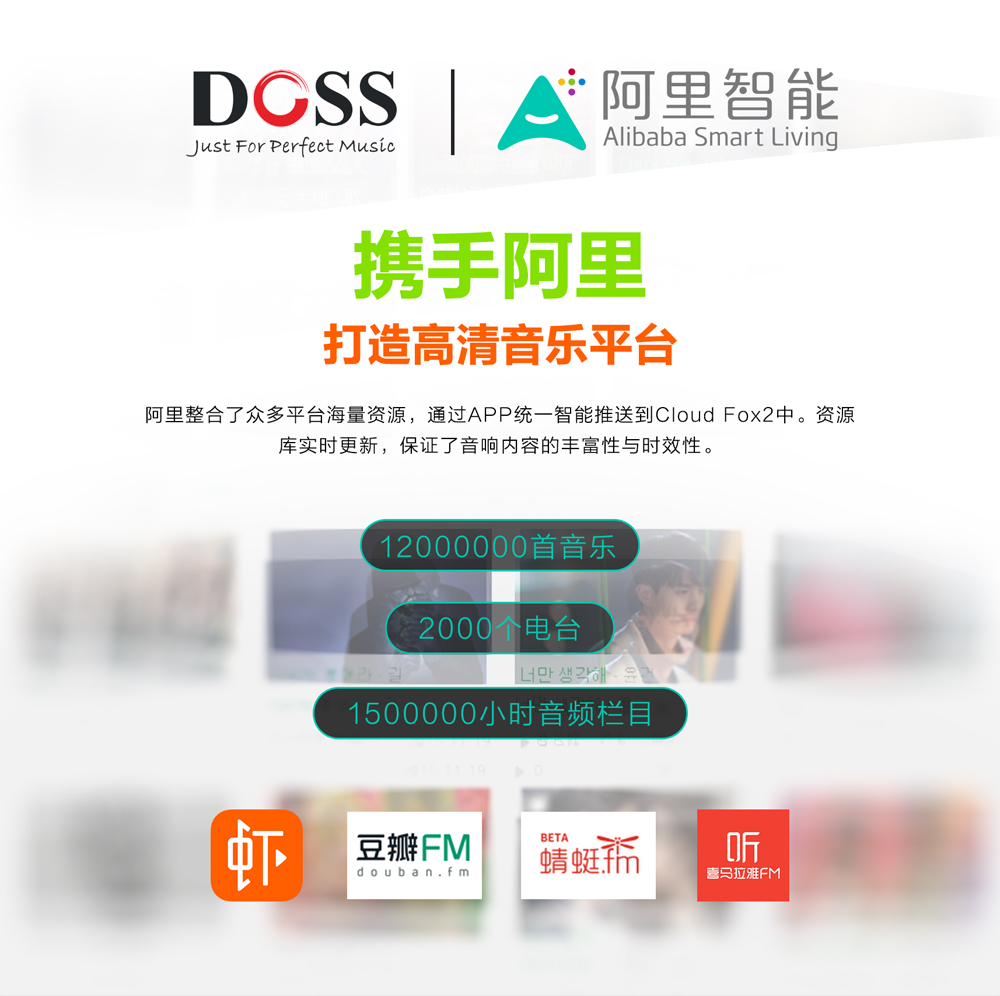 DOSS
Just For Perfect Music
阿里智能
Alibaba Smart Living
携手阿里
打造高清音乐平台
阿里整合了众多平台海量资源，通过APP统一智能推送到Cloud Fox2中。资源
库实时更新，保证了音响内容的丰富性与时效性。
12000000首音乐
2000个电台
너만 생각해
1500000小时音频栏目
虾
豆瓣FM
douban.fm
BETA
蜻蜓.fm
听
喜马拉雅FM